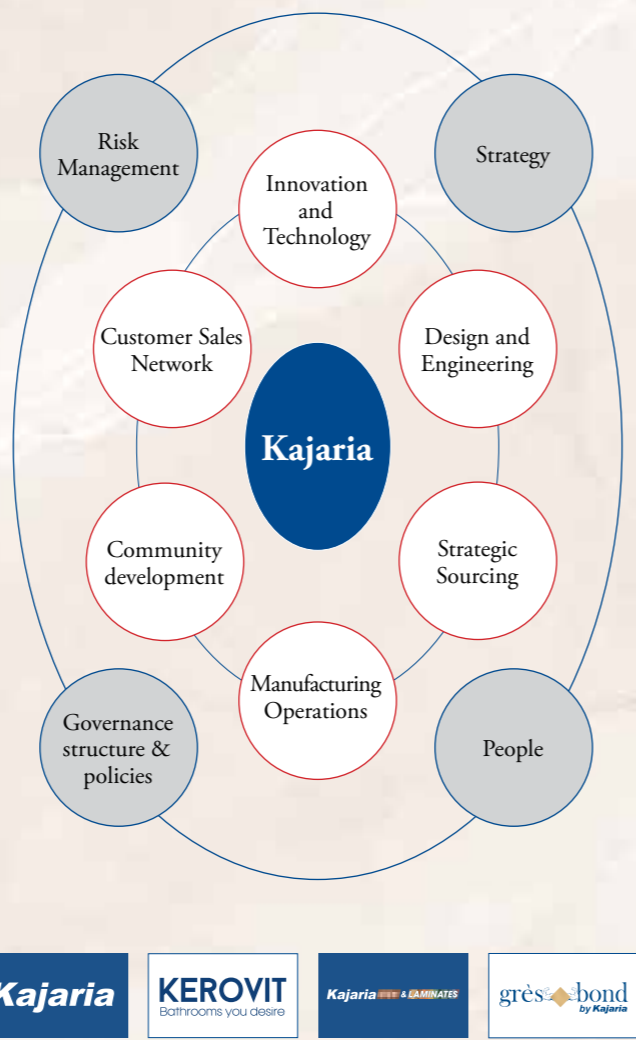 Risk
Management
Strategy
Innovation
and
Technology
Customer Sales
Network
Design and
Engineering
Kajaria
Community
development
Strategic
Sourcing
Manufacturing
Operations
Governance
structure &
policies
People
Kajaria
KEROVIT
Bathrooms you desire
Kajaria & LAMINATES
grès bond
by Kajaria